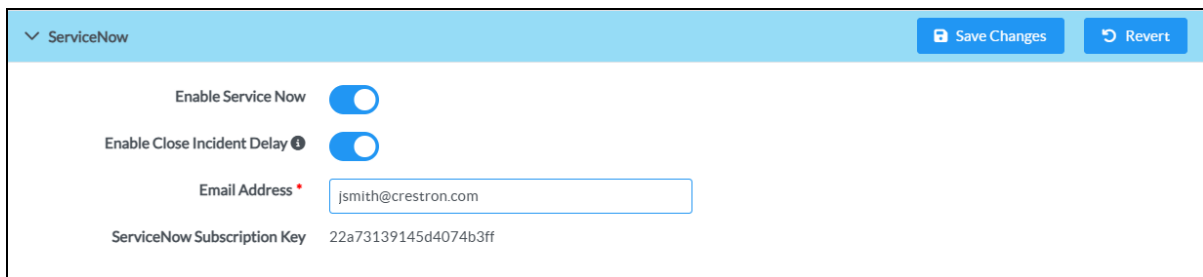 ServiceNow Save Changes Revert
Enable Service Now
Enable Close Incident Delay
Email Address * jsmith@crestron.com
ServiceNow Subscription Key 22a73139145d4074b3ff